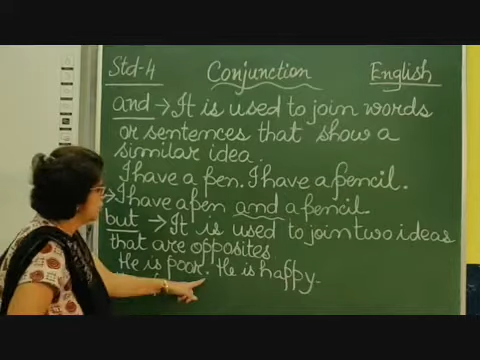 Std-4 Conjunction English
and → It is used to join words
or sentences that show a
similar idea.
I have a pen. I have a pencil.
→ I have a pen and a pencil
but → It is used to join two ideas
that are opposites
He is poor. He is happy.